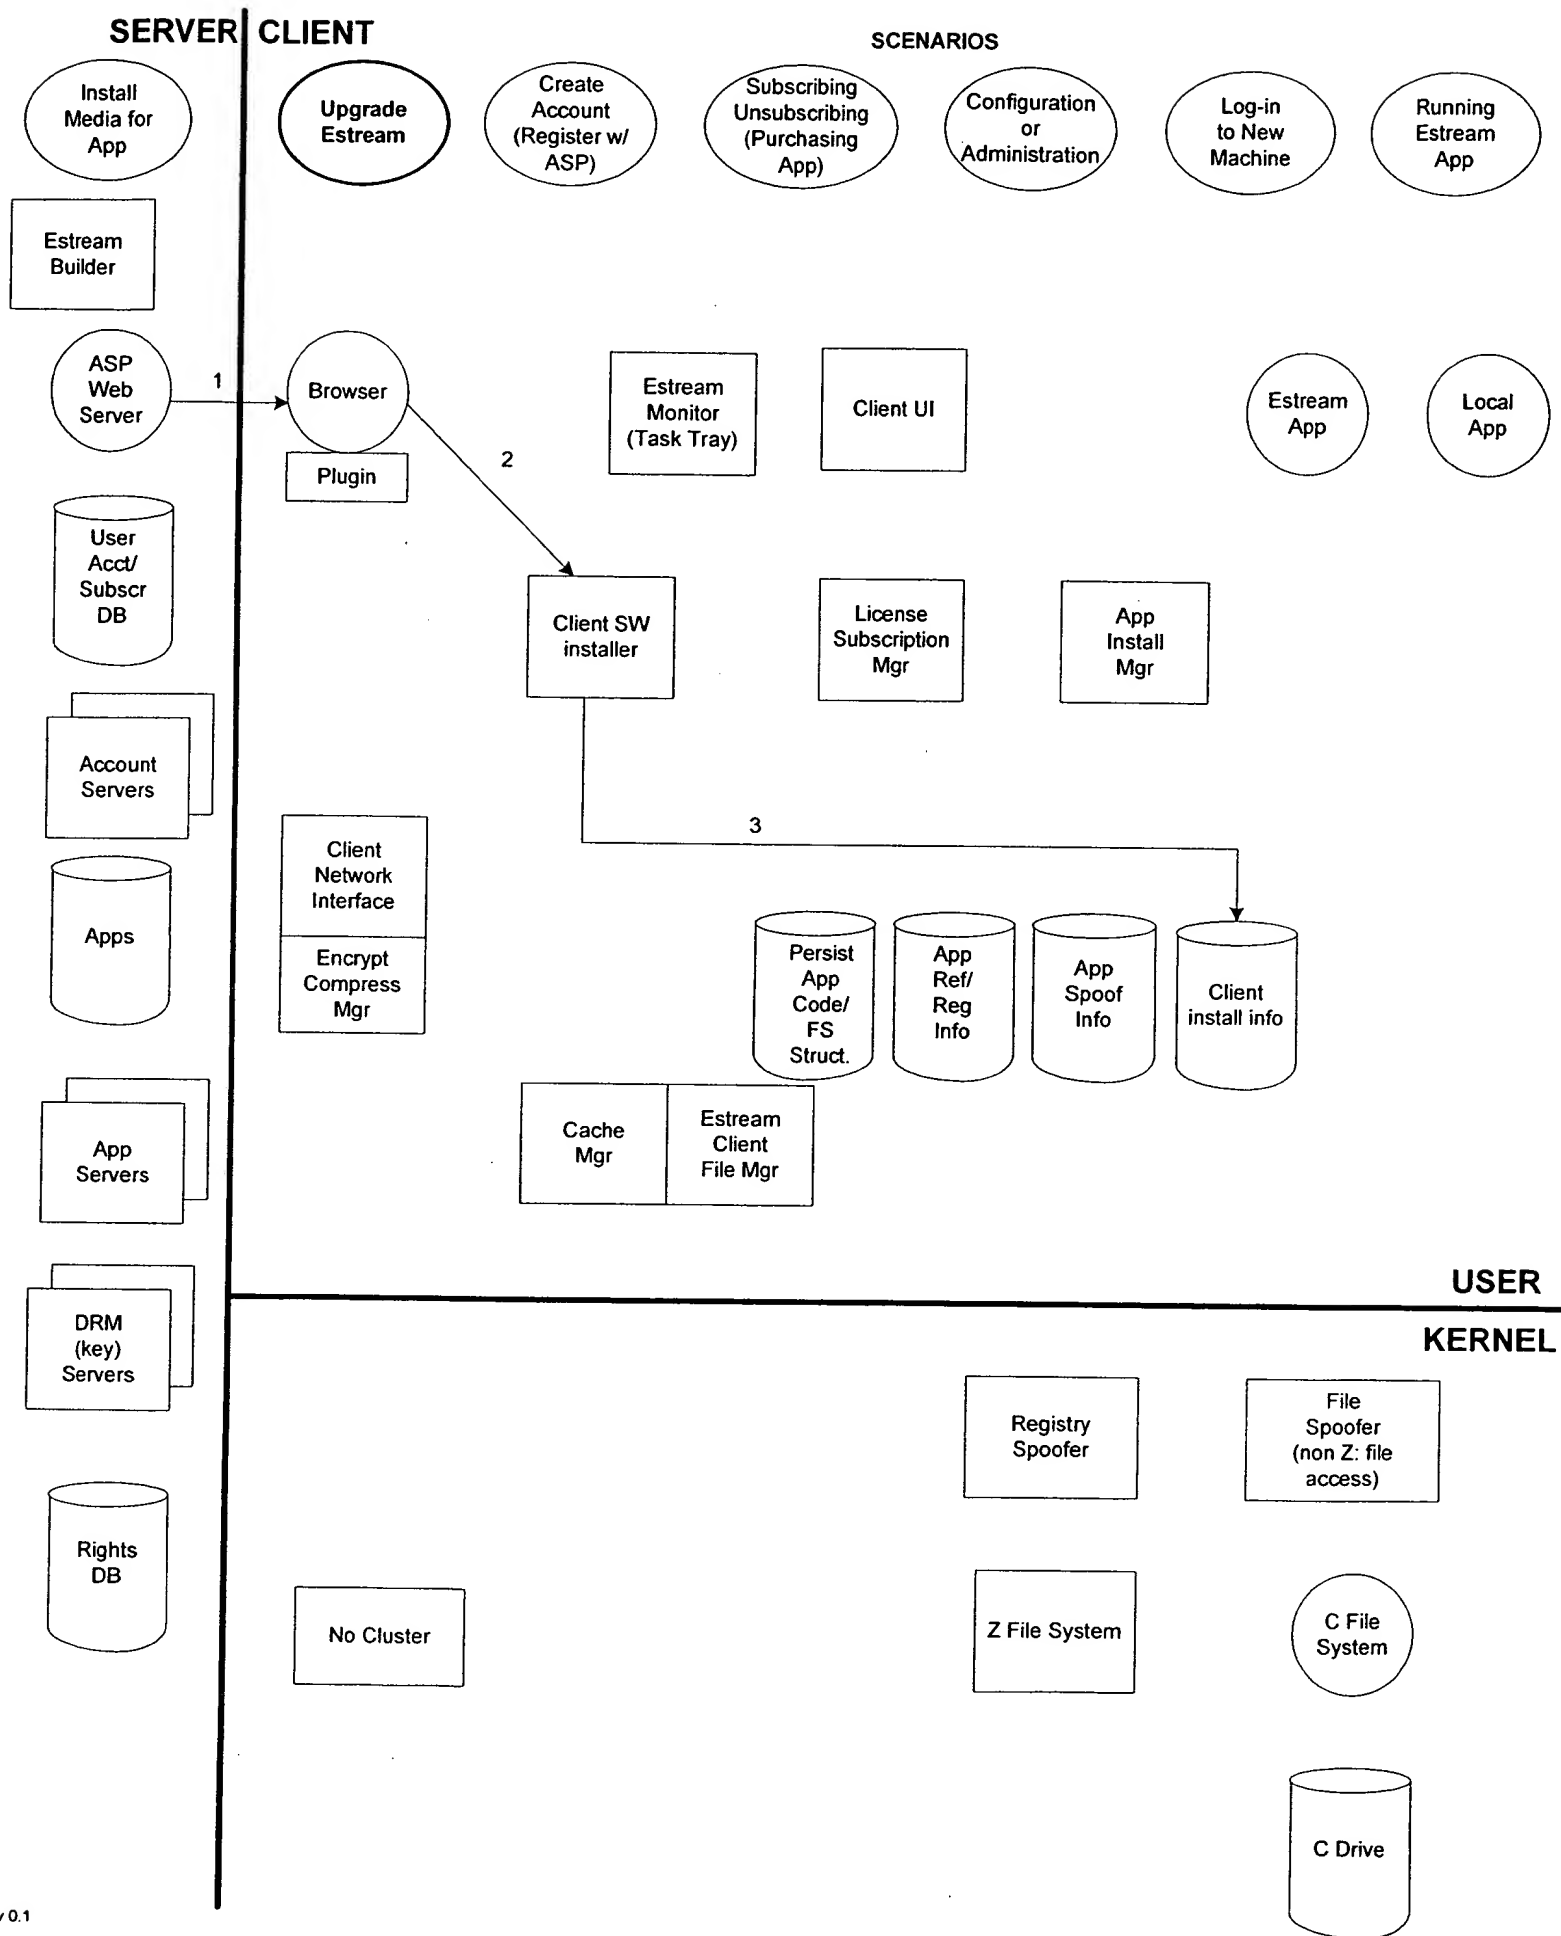 SERVER CLIENT
SCENARIOS
Install
Media for
App
Upgrade
Estream
Create
Account
(Register w/
ASP)
Subscribing
Unsubscribing
(Purchasing
App)
Configuration
or
Administration
Log-in
to New
Machine
Running
Estream
App
Estream
Builder
ASP
Web
Server
1
Browser
Plugin
2
Estream
Monitor
(Task Tray)
Client UI
Estream
App
Local
App
User
Acct/
Subscr
DB
Client SW
installer
License
Subscription
Mgr
App
Install
Mgr
Account
Servers
3
Client
Network
Interface
Encrypt
Compress
Mgr
Apps
Persist
App
Code/
FS
Struct.
App
Ref/
Reg
Info
App
Spoof
Info
Client
install info
Cache
Mgr
Estream
Client
File Mgr
App
Servers
USER
KERNEL
DRM
(key)
Servers
Registry
Spoofer
File
Spoofer
(non Z: file
access)
Rights
DB
No Cluster
Z File System
C File
System
C Drive
0.1